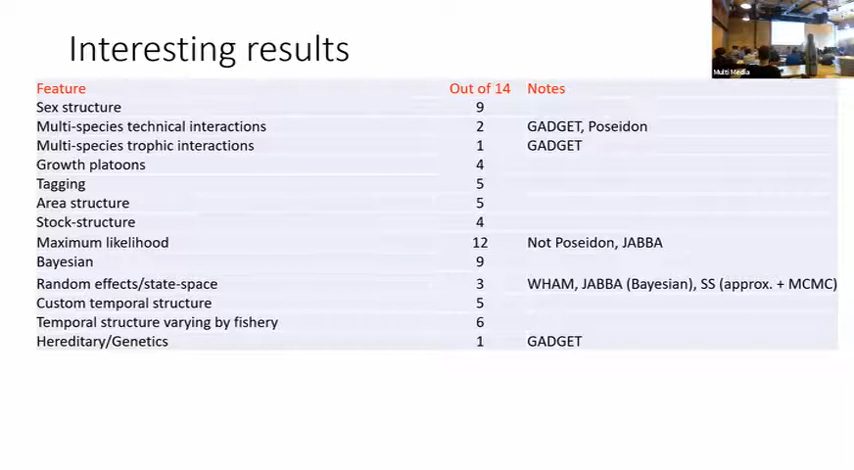 Interesting results
Multi Media
Feature Out of 14 Notes
Sex structure 9
Multi-species technical interactions 2 GADGET, Poseidon
Multi-species trophic interactions 1 GADGET
Growth platoons 4
Tagging 5
Area structure 5
Stock-structure 4
Maximum likelihood 12 Not Poseidon, JABBA
Bayesian 9
Random effects/state-space 3 WHAM, JABBA (Bayesian), SS (approx. + MCMC)
Custom temporal structure 5
Temporal structure varying by fishery 6
Hereditary/Genetics 1 GADGET